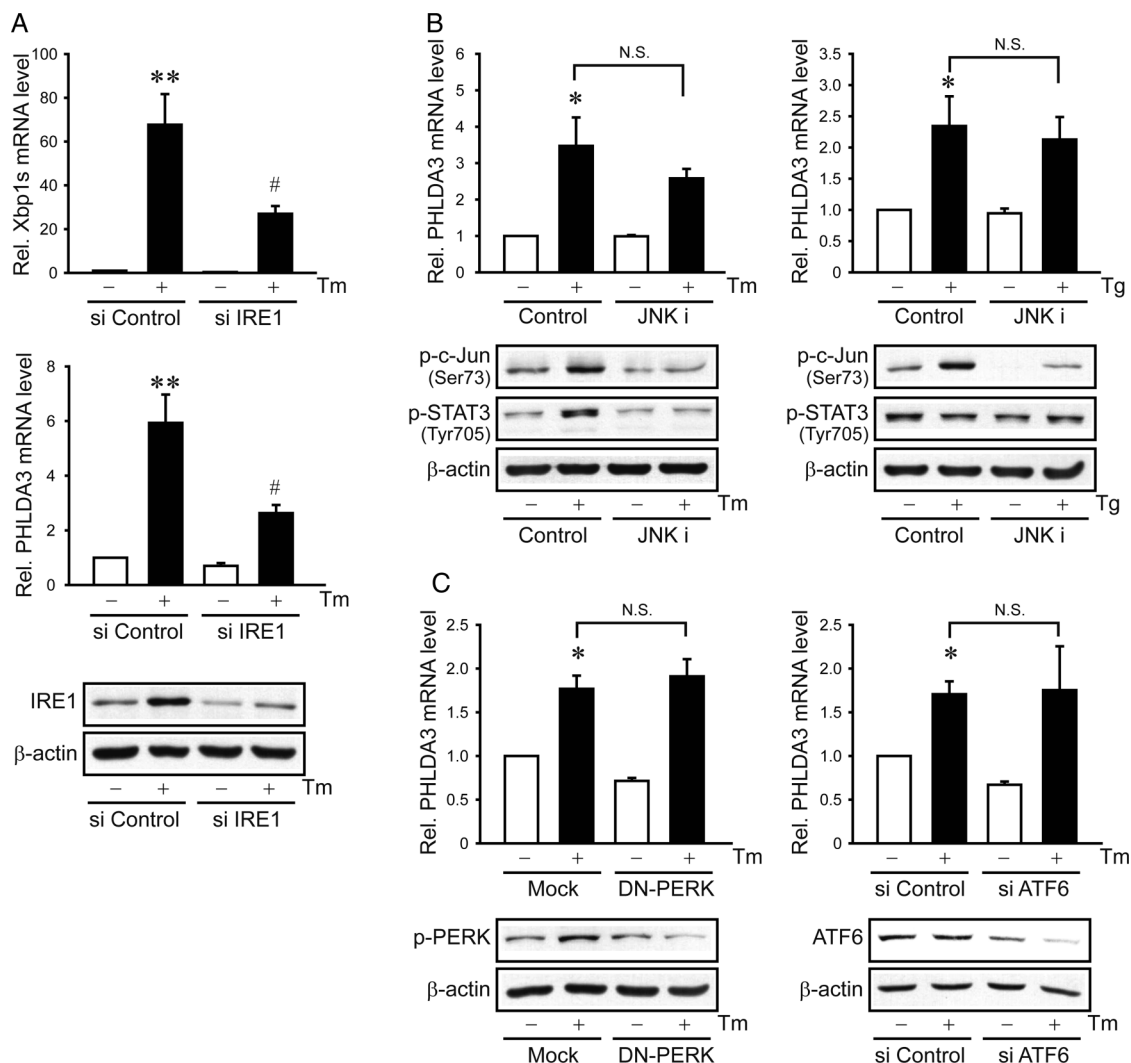 A
Rel. Xbp1s mRNA level
100
80
60
40
20
0
**
#
– + – + Tm
si Control si IRE1
Rel. PHLDA3 mRNA level
8
6
4
2
0
**
#
– + – + Tm
si Control si IRE1
IRE1
β-actin
– + – + Tm
si Control si IRE1
B
Rel. PHLDA3 mRNA level
6
5
4
3
2
1
0
N.S.
*
– + – + Tm
Control JNK i
p-c-Jun
(Ser73)
p-STAT3
(Tyr705)
β-actin
– + – + Tm
Control JNK i
Rel. PHLDA3 mRNA level
3.5
3.0
2.5
2.0
1.5
1.0
0.5
0
N.S.
*
– + – + Tg
Control JNK i
p-c-Jun
(Ser73)
p-STAT3
(Tyr705)
β-actin
– + – + Tg
Control JNK i
C
Rel. PHLDA3 mRNA level
2.5
2.0
1.5
1.0
0.5
0
N.S.
*
– + – + Tm
Mock DN-PERK
p-PERK
β-actin
– + – + Tm
Mock DN-PERK
Rel. PHLDA3 mRNA level
2.5
2.0
1.5
1.0
0.5
0
N.S.
*
– + – + Tm
si Control si ATF6
ATF6
β-actin
– + – + Tm
si Control si ATF6